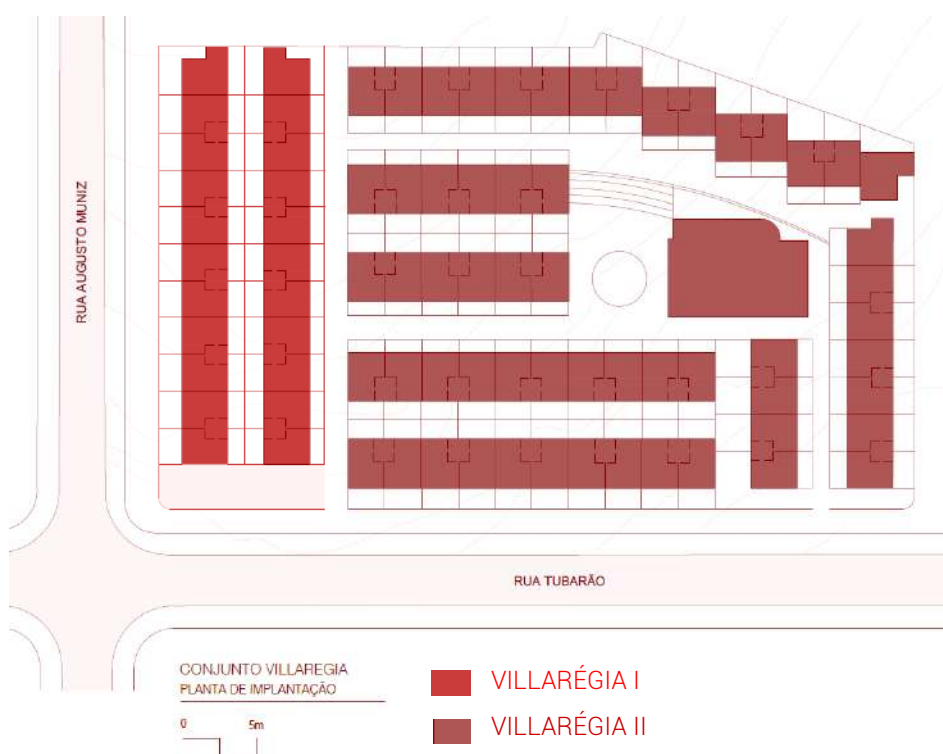 RUA AUGUSTO MUNIZ
RUA TUBARÃO
CONJUNTO VILLAREGIA
PLANTA DE IMPLANTAÇÃO
0 5m
VILLARÉGIA I
VILLARÉGIA II